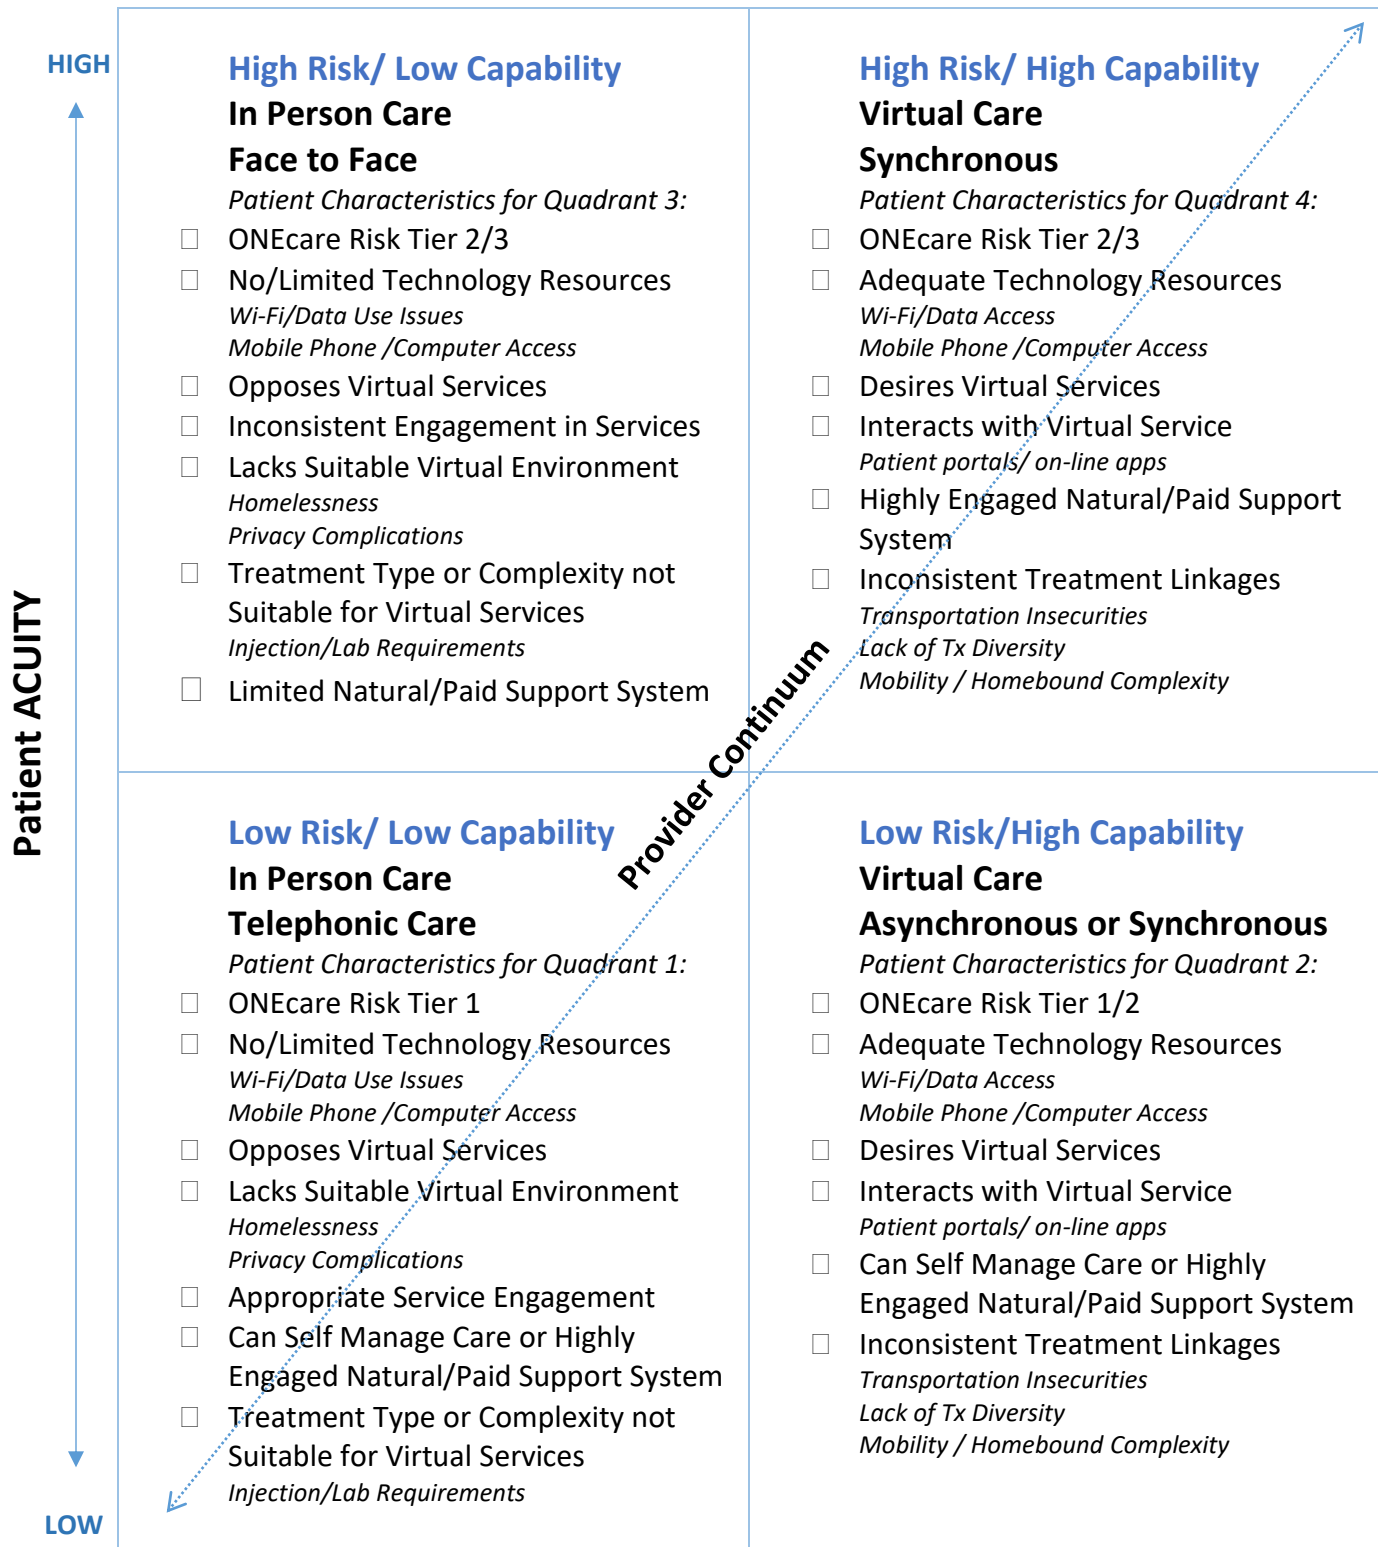 HIGH
Patient ACUITY
LOW
High Risk/ Low Capability
In Person Care
Face to Face
Patient Characteristics for Quadrant 3:
ONEcare Risk Tier 2/3
No/Limited Technology Resources
Wi-Fi/Data Use Issues
Mobile Phone /Computer Access
Opposes Virtual Services
Inconsistent Engagement in Services
Lacks Suitable Virtual Environment
Homelessness
Privacy Complications
Treatment Type or Complexity not
Suitable for Virtual Services
Injection/Lab Requirements
Limited Natural/Paid Support System
High Risk/ High Capability
Virtual Care
Synchronous
Patient Characteristics for Quadrant 4:
ONEcare Risk Tier 2/3
Adequate Technology Resources
Wi-Fi/Data Access
Mobile Phone /Computer Access
Desires Virtual Services
Interacts with Virtual Service
Patient portals/ on-line apps
Highly Engaged Natural/Paid Support
System
Inconsistent Treatment Linkages
Transportation Insecurities
Lack of Tx Diversity
Mobility / Homebound Complexity
Provider Continuum
Low Risk/ Low Capability
In Person Care
Telephonic Care
Patient Characteristics for Quadrant 1:
ONEcare Risk Tier 1
No/Limited Technology Resources
Wi-Fi/Data Use Issues
Mobile Phone /Computer Access
Opposes Virtual Services
Lacks Suitable Virtual Environment
Homelessness
Privacy Complications
Appropriate Service Engagement
Can Self Manage Care or Highly
Engaged Natural/Paid Support System
Treatment Type or Complexity not
Suitable for Virtual Services
Injection/Lab Requirements
Low Risk/High Capability
Virtual Care
Asynchronous or Synchronous
Patient Characteristics for Quadrant 2:
ONEcare Risk Tier 1/2
Adequate Technology Resources
Wi-Fi/Data Access
Mobile Phone /Computer Access
Desires Virtual Services
Interacts with Virtual Service
Patient portals/ on-line apps
Can Self Manage Care or Highly
Engaged Natural/Paid Support System
Inconsistent Treatment Linkages
Transportation Insecurities
Lack of Tx Diversity
Mobility / Homebound Complexity